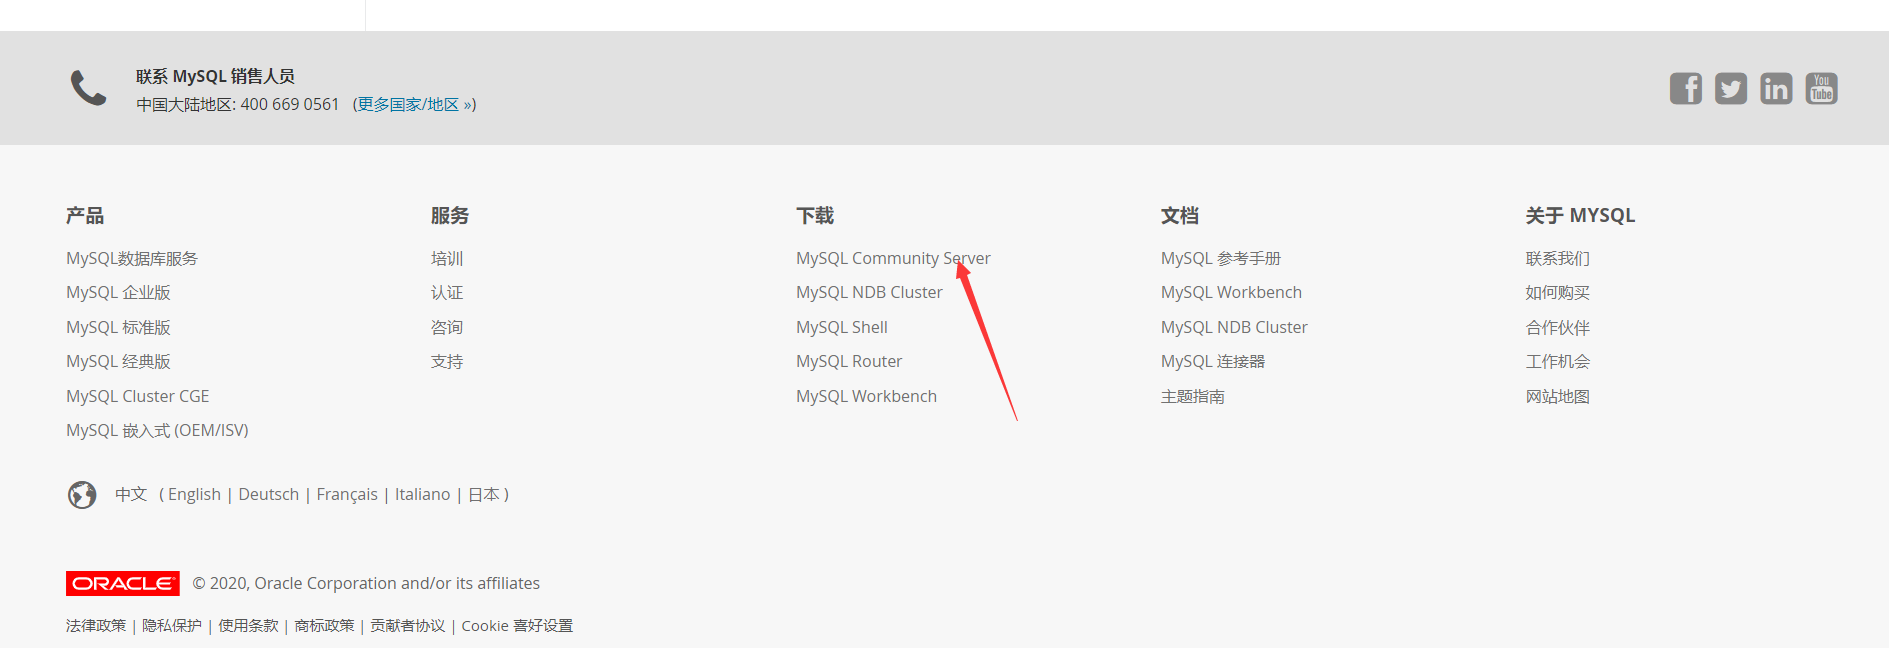 联系 MySQL 销售人员
中国大陆地区: 400 669 0561 (更多国家/地区 »)
You
Tube
产品
MySQL数据库服务
MySQL 企业版
MySQL 标准版
MySQL 经典版
MySQL Cluster CGE
MySQL 嵌入式 (OEM/ISV)
服务
培训
认证
咨询
支持
下载
MySQL Community Server
MySQL NDB Cluster
MySQL Shell
MySQL Router
MySQL Workbench
文档
MySQL 参考手册
MySQL Workbench
MySQL NDB Cluster
MySQL 连接器
主题指南
关于 MYSQL
联系我们
如何购买
合作伙伴
工作机会
网站地图
中文 ( English | Deutsch | Français | Italiano | 日本 )
ORACLE © 2020, Oracle Corporation and/or its affiliates
法律政策 | 隐私保护 | 使用条款 | 商标政策 | 贡献者协议 | Cookie 喜好设置